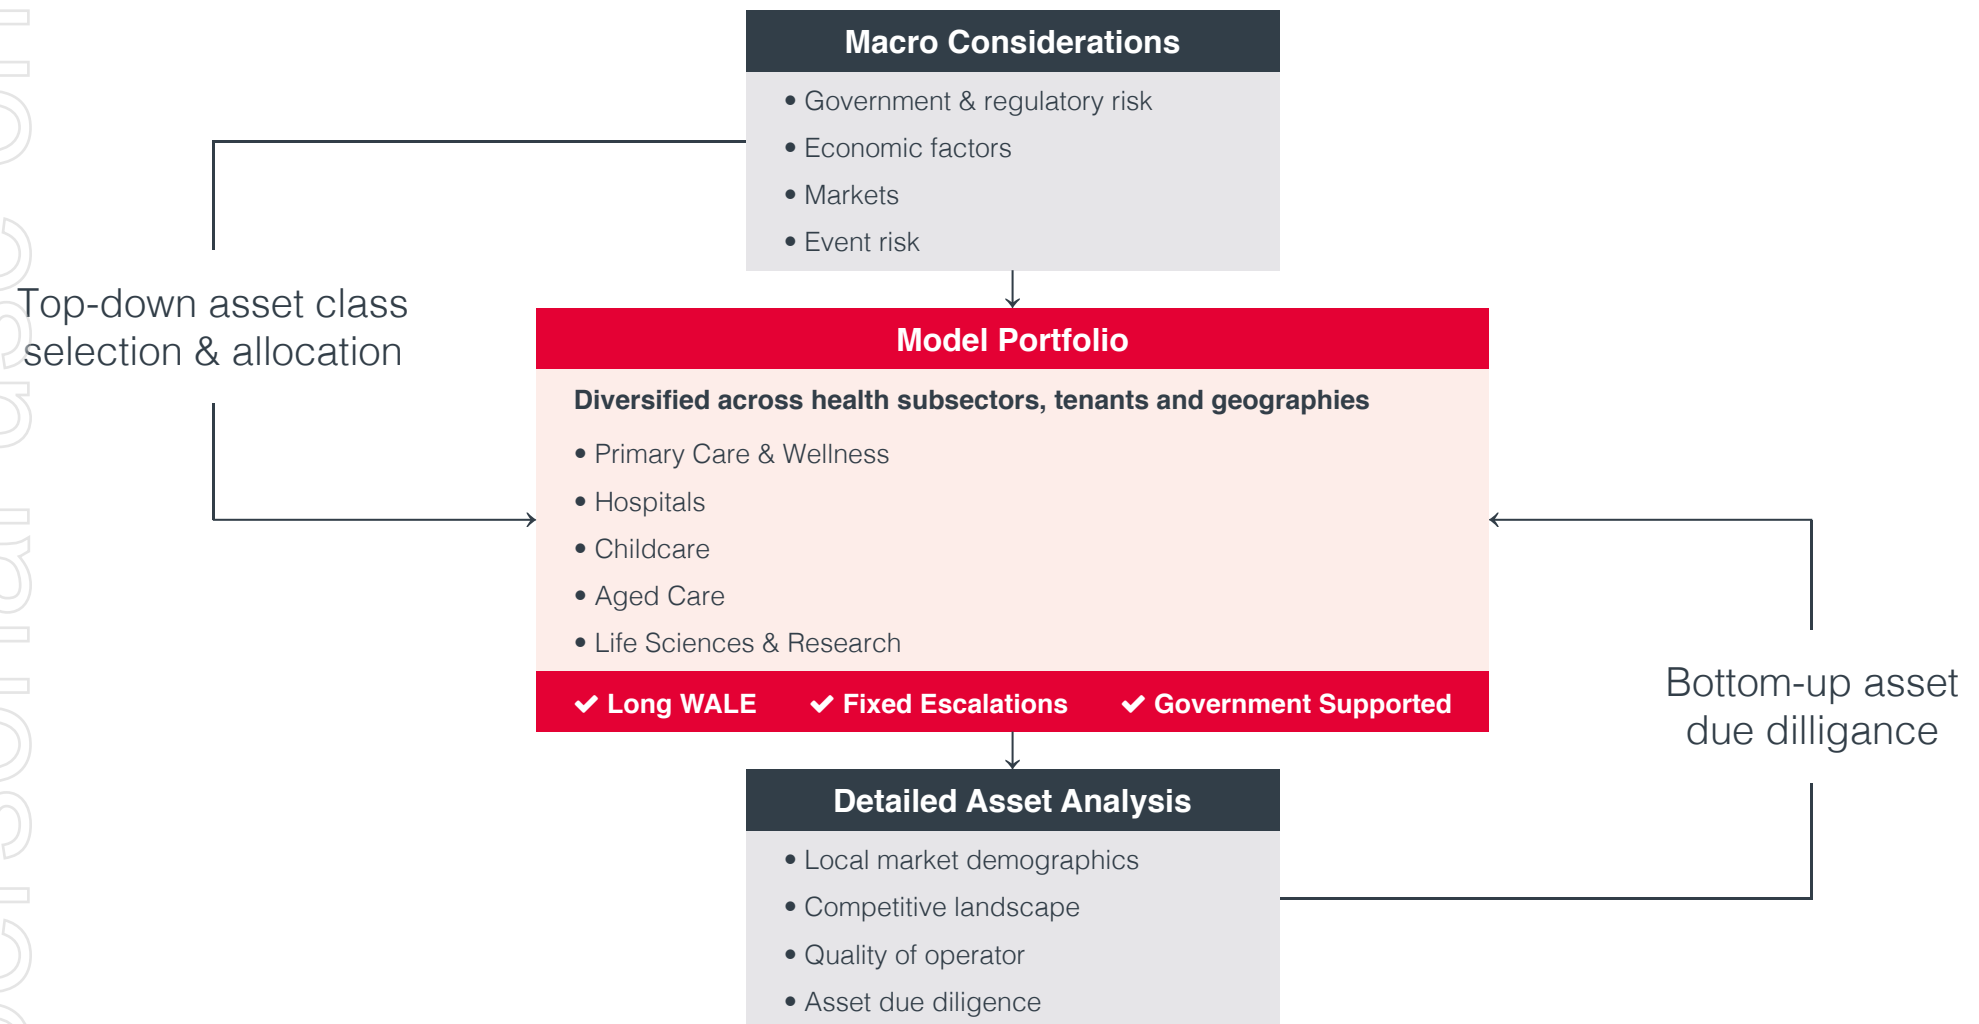 Macro Considerations
• Government & regulatory risk
• Economic factors
• Markets
• Event risk
Top-down asset class
selection & allocation
Model Portfolio
Diversified across health subsectors, tenants and geographies
• Primary Care & Wellness
• Hospitals
• Childcare
• Aged Care
• Life Sciences & Research
✓ Long WALE ✓ Fixed Escalations ✓ Government Supported
Bottom-up asset
due dilligance
Detailed Asset Analysis
• Local market demographics
• Competitive landscape
• Quality of operator
• Asset due diligence